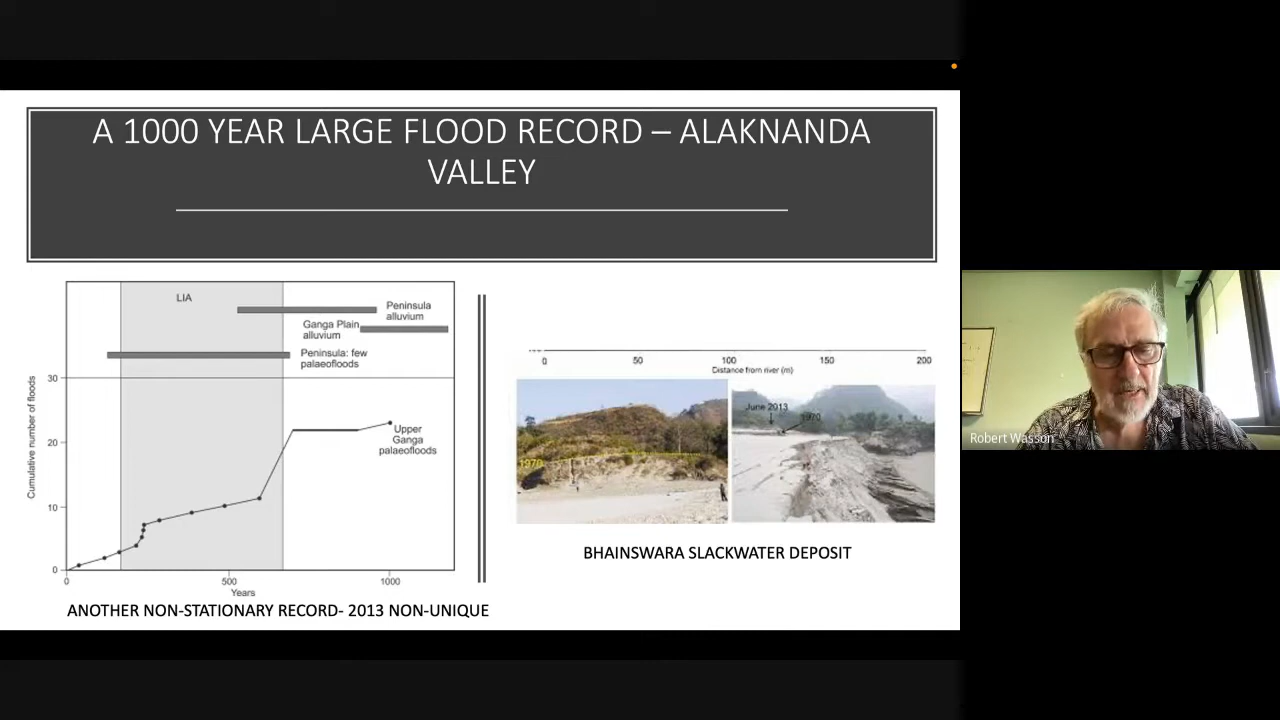 A 1000 YEAR LARGE FLOOD RECORD – ALAKNANDA
VALLEY
LIA
Peninsula
alluvium
Ganga Plain
alluvium
Peninsula: few
palaeofloods
30
20
10
0
Cumulative number of floods
Upper
Ganga
palaeofloods
0
500
1000
Years
ANOTHER NON-STATIONARY RECORD- 2013 NON-UNIQUE
0 50 100 150 200
Distance from river (m)
1970
June 2013
1970
BHAINSWARA SLACKWATER DEPOSIT
Robert Wasson